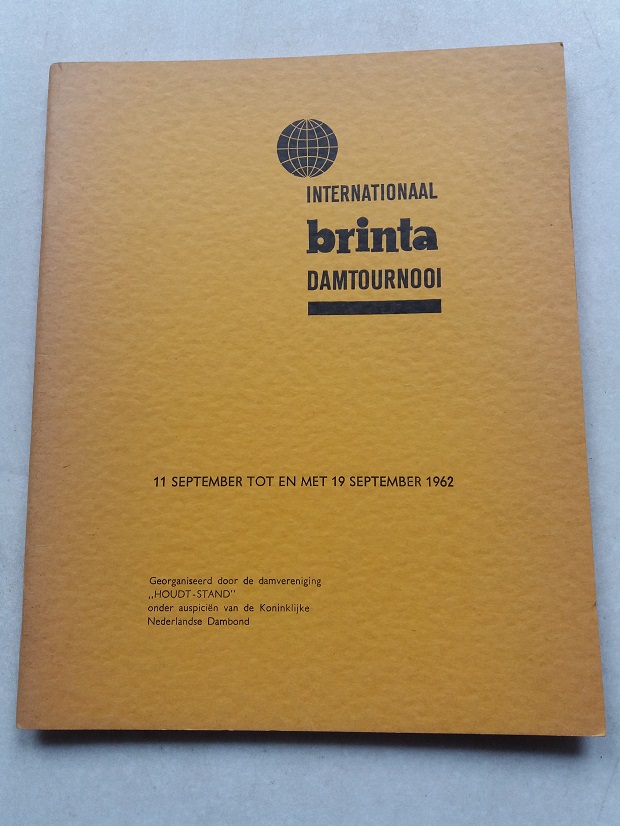 INTERNATIONAAL
brinta
DAMTOURNOOI
11 SEPTEMBER TOT EN MET 19 SEPTEMBER 1962
Georganiseerd door de damvereniging
,,HOUDT-STAND"
onder auspiciën van de Koninklijke
Nederlandse Dambond